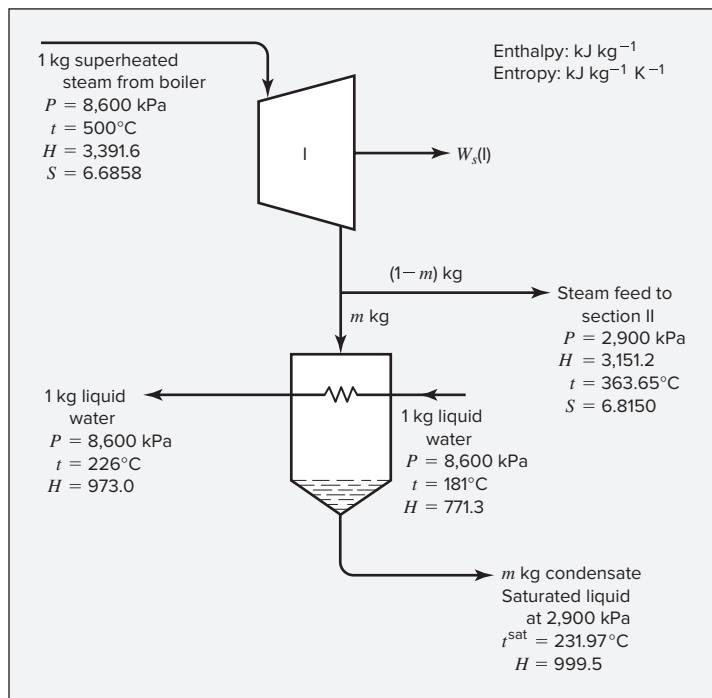 1 kg superheated
steam from boiler
P = 8,600 kPa
t = 500°C
H = 3,391.6
S = 6.6858
Enthalpy: kJ kg⁻¹
Entropy: kJ kg⁻¹ K⁻¹
I
Wₛ(I)
(1− m) kg
m kg
Steam feed to
section II
P = 2,900 kPa
H = 3,151.2
t = 363.65°C
S = 6.8150
1 kg liquid
water
P = 8,600 kPa
t = 226°C
H = 973.0
1 kg liquid
water
P = 8,600 kPa
t = 181°C
H = 771.3
m kg condensate
Saturated liquid
at 2,900 kPa
tˢᵃᵗ = 231.97°C
H = 999.5